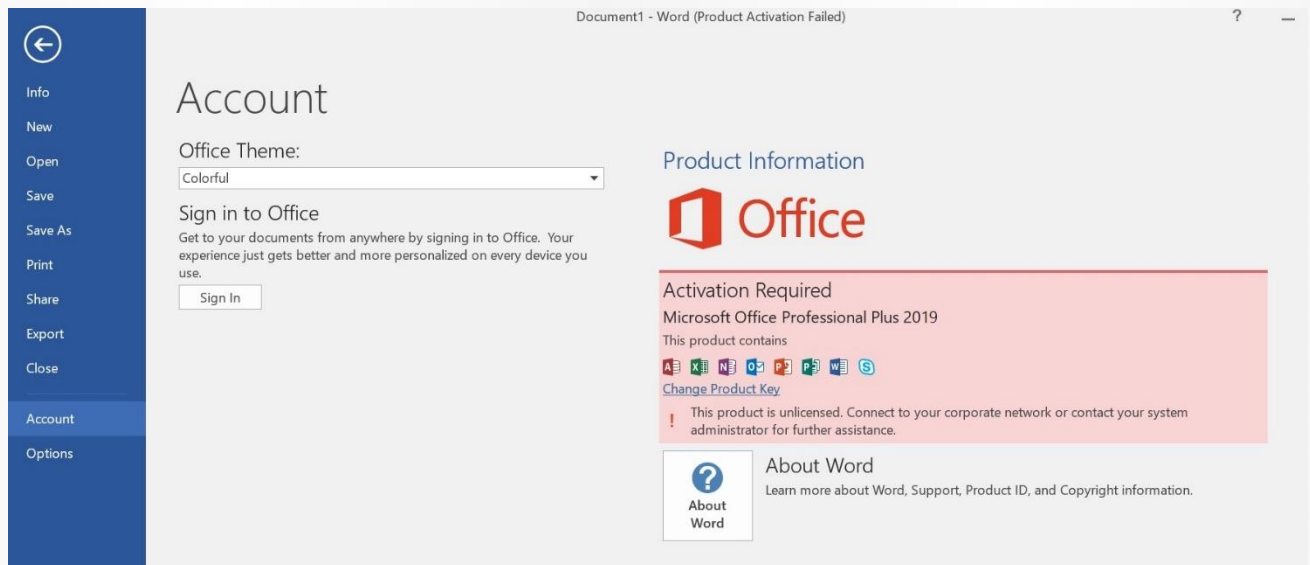 Document1 - Word (Product Activation Failed)
?
Info
New
Open
Save
Save As
Print
Share
Export
Close
Account
Options
Account
Office Theme:
Colorful
Sign in to Office
Get to your documents from anywhere by signing in to Office. Your
experience just gets better and more personalized on every device you
use.
Sign In
Product Information
Office
Activation Required
Microsoft Office Professional Plus 2019
This product contains
A X N O P P W S
Change Product Key
! This product is unlicensed. Connect to your corporate network or contact your system
administrator for further assistance.
?
About
Word
About Word
Learn more about Word, Support, Product ID, and Copyright information.